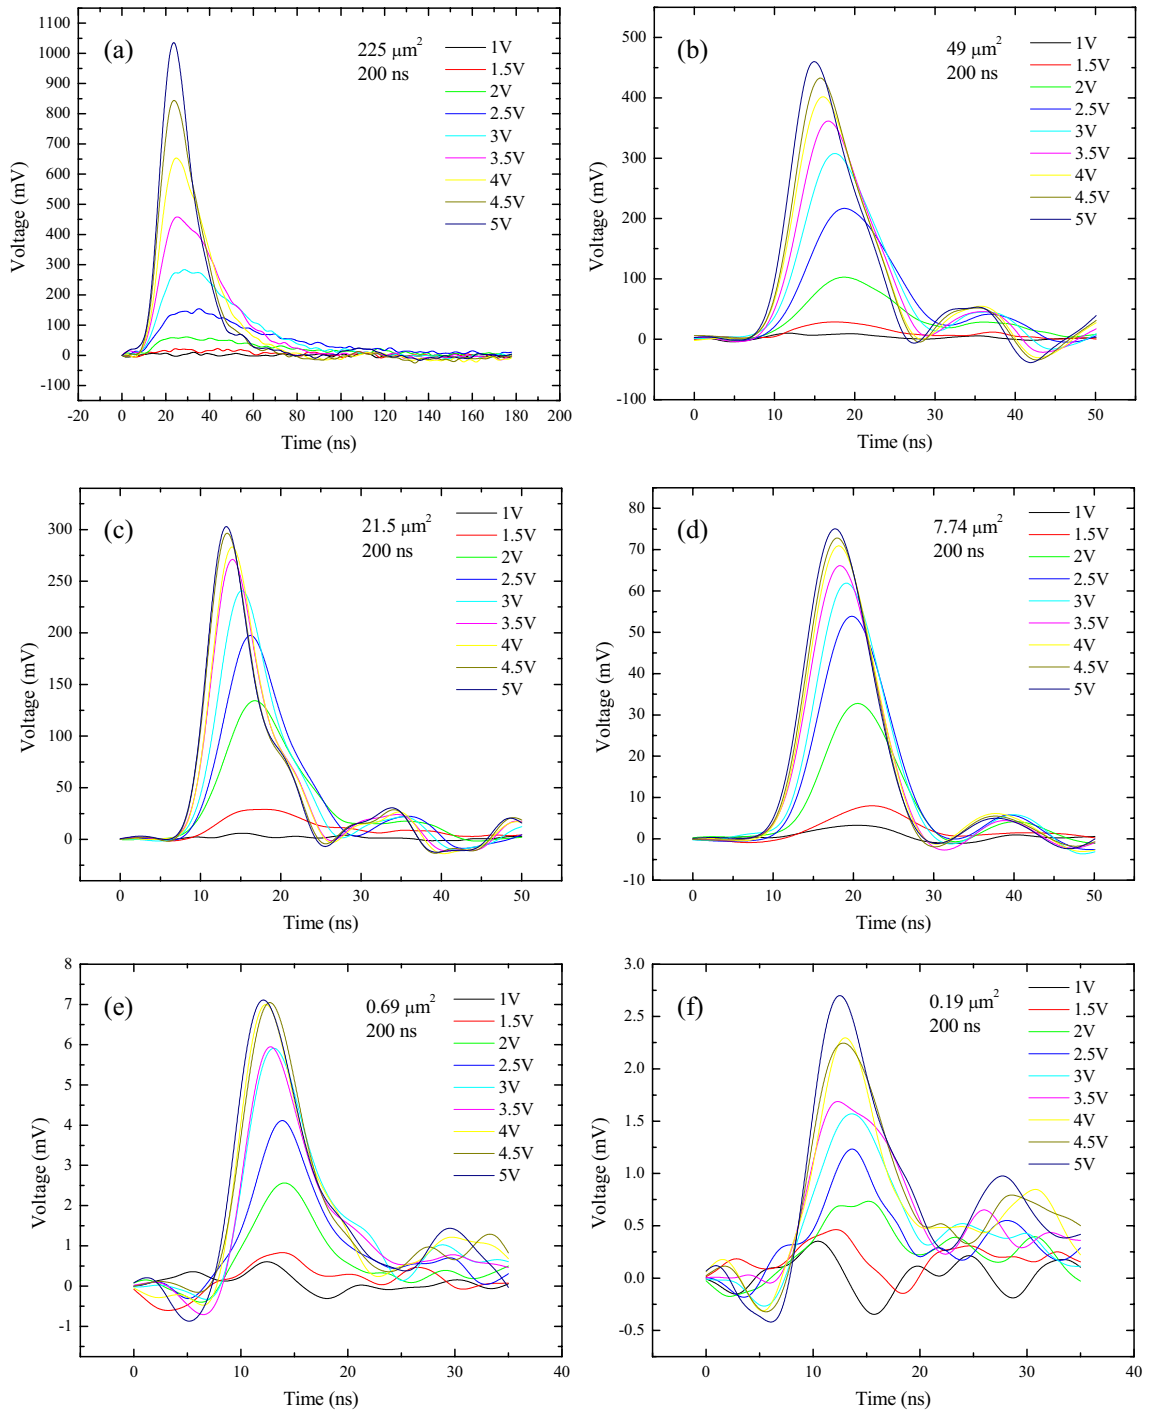 (a)
225 μm²
200 ns
1V
1.5V
2V
2.5V
3V
3.5V
4V
4.5V
5V
1100
1000
900
800
700
600
500
400
300
200
100
0
-100
-20
0
20
40
60
80
100
120
140
160
180
200
Voltage (mV)
Time (ns)
(b)
49 μm²
200 ns
1V
1.5V
2V
2.5V
3V
3.5V
4V
4.5V
5V
500
400
300
200
100
0
-100
0
10
20
30
40
50
Voltage (mV)
Time (ns)
(c)
21.5 μm²
200 ns
1V
1.5V
2V
2.5V
3V
3.5V
4V
4.5V
5V
300
250
200
150
100
50
0
0
10
20
30
40
50
Voltage (mV)
Time (ns)
(d)
7.74 μm²
200 ns
1V
1.5V
2V
2.5V
3V
3.5V
4V
4.5V
5V
80
70
60
50
40
30
20
10
0
-10
0
10
20
30
40
50
Voltage (mV)
Time (ns)
(e)
0.69 μm²
200 ns
1V
1.5V
2V
2.5V
3V
3.5V
4V
4.5V
5V
8
7
6
5
4
3
2
1
0
-1
0
10
20
30
40
Voltage (mV)
Time (ns)
(f)
0.19 μm²
200 ns
1V
1.5V
2V
2.5V
3V
3.5V
4V
4.5V
5V
3.0
2.5
2.0
1.5
1.0
0.5
0.0
-0.5
0
10
20
30
40
Voltage (mV)
Time (ns)